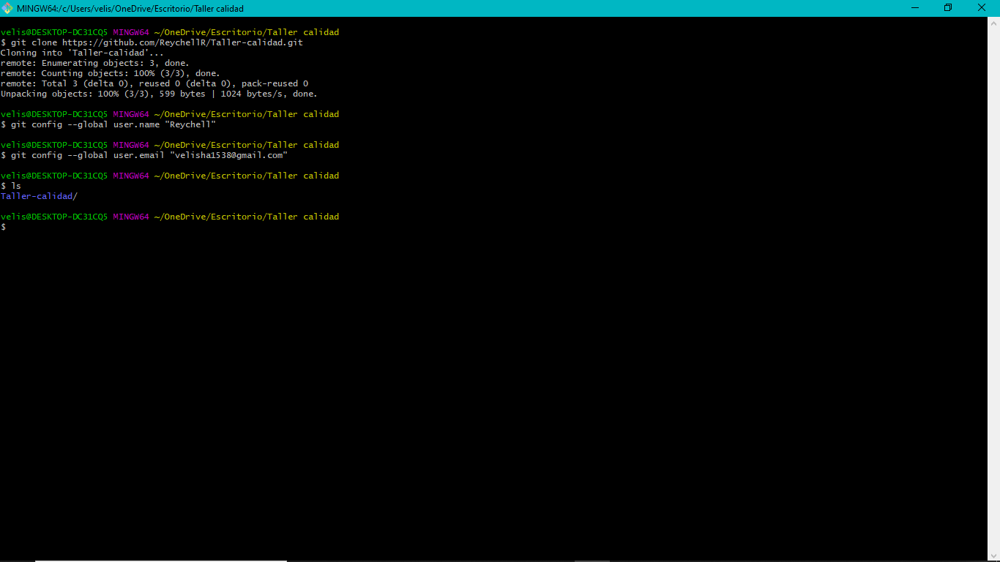 MINGW64:/c/Users/velis/OneDrive/Escritorio/Taller calidad
velis@DESKTOP-DC31CQ5 MINGW64 ~/OneDrive/Escritorio/Taller calidad
$ git clone https://github.com/ReychellR/Taller-calidad.git
Cloning into 'Taller-calidad'...
remote: Enumerating objects: 3, done.
remote: Counting objects: 100% (3/3), done.
remote: Total 3 (delta 0), reused 0 (delta 0), pack-reused 0
Unpacking objects: 100% (3/3), 599 bytes | 1024 bytes/s, done.
velis@DESKTOP-DC31CQ5 MINGW64 ~/OneDrive/Escritorio/Taller calidad
$ git config --global user.name "Reychell"
velis@DESKTOP-DC31CQ5 MINGW64 ~/OneDrive/Escritorio/Taller calidad
$ git config --global user.email "velisha1538@gmail.com"
velis@DESKTOP-DC31CQ5 MINGW64 ~/OneDrive/Escritorio/Taller calidad
$ ls
Taller-calidad/
velis@DESKTOP-DC31CQ5 MINGW64 ~/OneDrive/Escritorio/Taller calidad
$